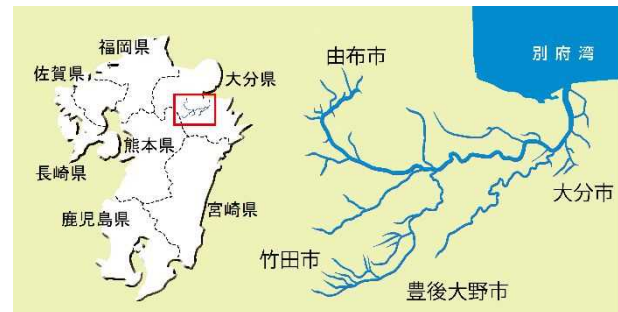 福岡県
佐賀県
大分県
熊本県
長崎県
宮崎県
鹿児島県
由布市
別府湾
大分市
竹田市
豊後大野市